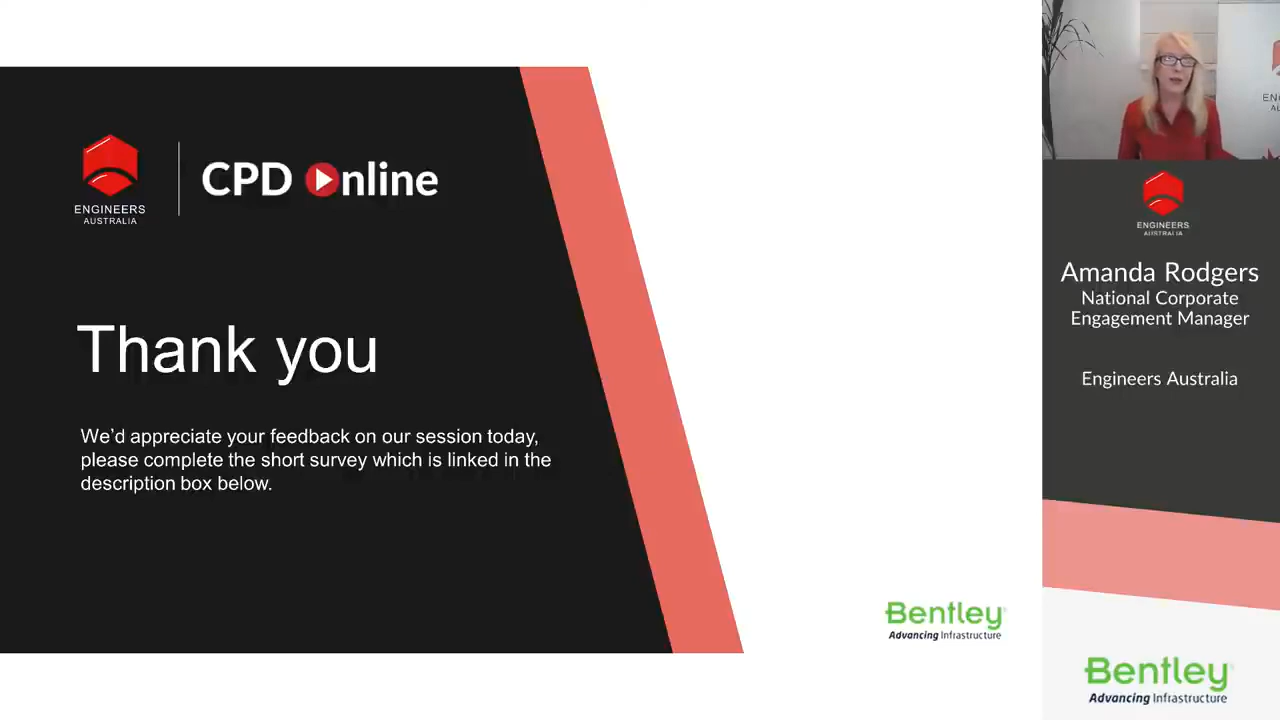 ENGINEERS
AUSTRALIA
CPD Online
Thank you
We’d appreciate your feedback on our session today,
please complete the short survey which is linked in the
description box below.
Bentley
Advancing Infrastructure
ENGINEERS
AUSTRALIA
Amanda Rodgers
National Corporate
Engagement Manager
Engineers Australia
Bentley
Advancing Infrastructure